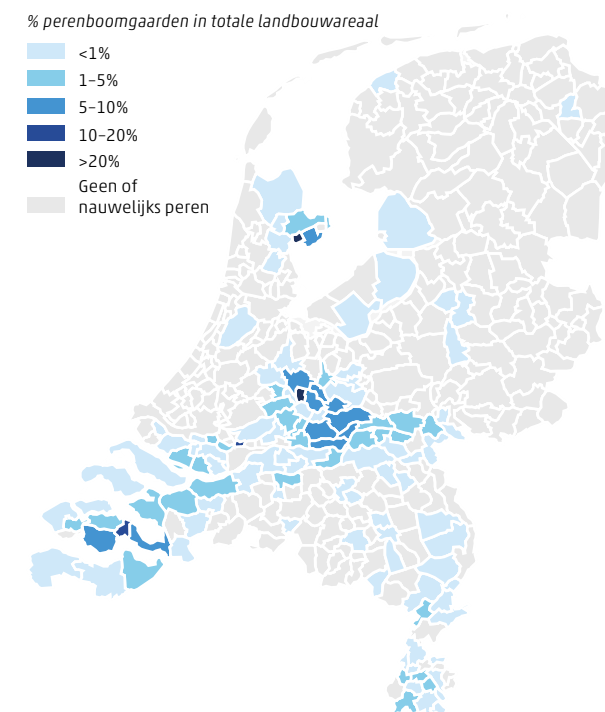 % perenboomgaarden in totale landbouwareaal
<1%
1–5%
5–10%
10–20%
>20%
Geen of
nauwelijks peren